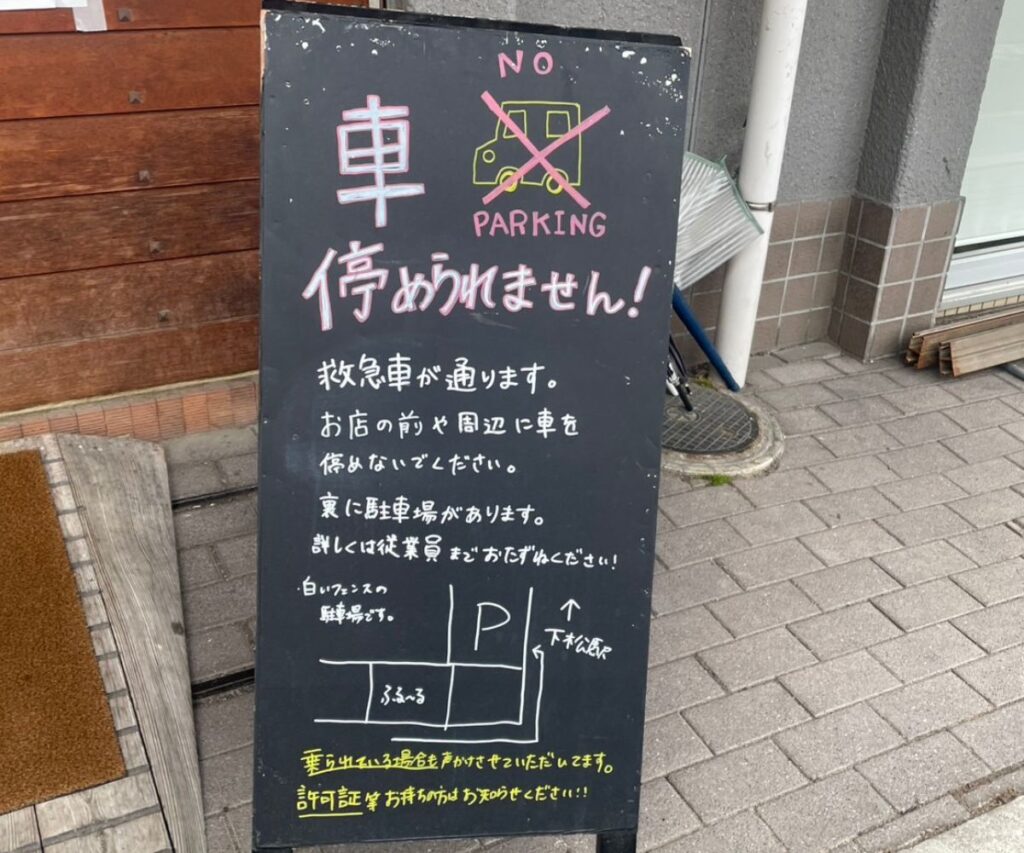 NO
車
PARKING
停められません!
救急車が通ります。
お店の前や周辺に車を
停めないでください。
裏に駐車場があります。
詳しくは従業員までおたずねください!
白いフェンスの
駐車場です。
P
↑
下松駅
ふる〜る
乗られている場合も声かけさせていただいてます。
許可証等お持ちの方はお知らせください!!